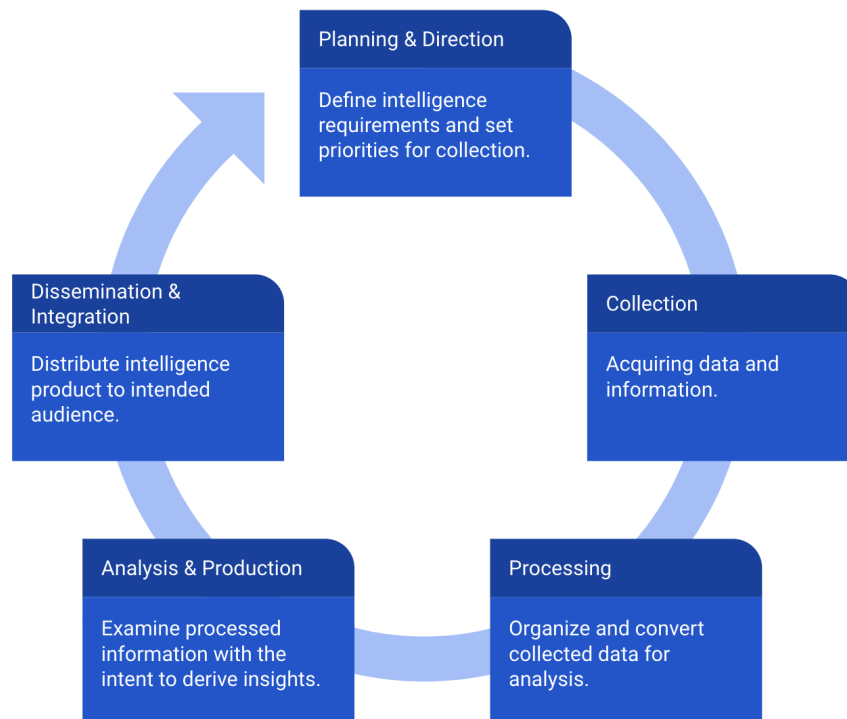 Planning & Direction
Define intelligence
requirements and set
priorities for collection.
Collection
Acquiring data and
information.
Processing
Organize and convert
collected data for
analysis.
Analysis & Production
Examine processed
information with the
intent to derive insights.
Dissemination &
Integration
Distribute intelligence
product to intended
audience.